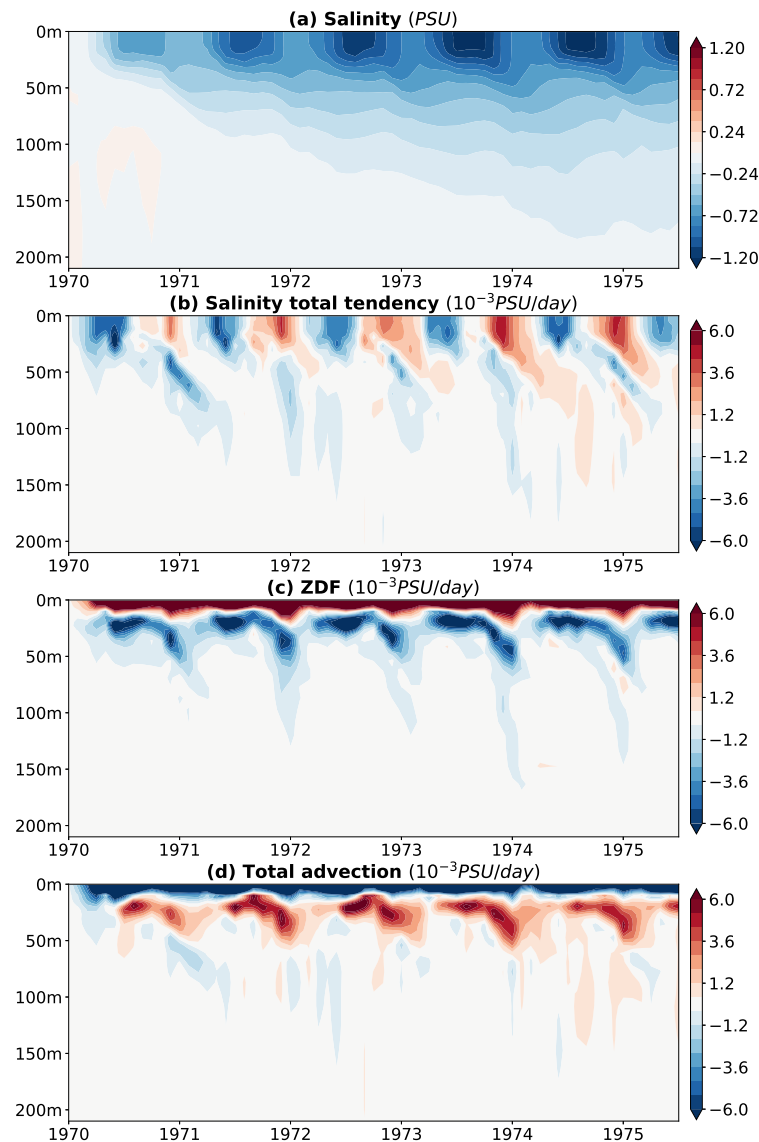 (a) Salinity (PSU)
0m
50m
100m
150m
200m
1970 1971 1972 1973 1974 1975
1.20
0.72
0.24
−0.24
−0.72
−1.20
(b) Salinity total tendency (10⁻³PSU/day)
0m
50m
100m
150m
200m
1970 1971 1972 1973 1974 1975
6.0
3.6
1.2
−1.2
−3.6
−6.0
(c) ZDF (10⁻³PSU/day)
0m
50m
100m
150m
200m
1970 1971 1972 1973 1974 1975
6.0
3.6
1.2
−1.2
−3.6
−6.0
(d) Total advection (10⁻³PSU/day)
0m
50m
100m
150m
200m
1970 1971 1972 1973 1974 1975
6.0
3.6
1.2
−1.2
−3.6
−6.0